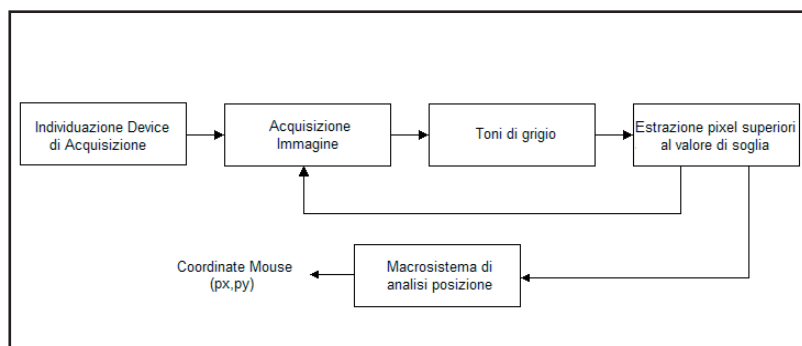 Individuazione Device
di Acquisizione
Acquisizione
Immagine
Toni di grigio
Estrazione pixel superiori
al valore di soglia
Coordinate Mouse
(px,py)
Macrosistema di
analisi posizione